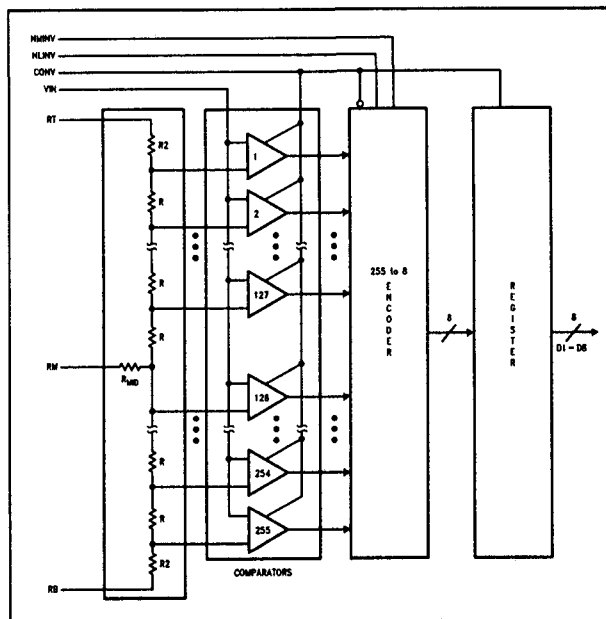 NMINV
NLINV
CONV
VIN
RT
R2
R
R
R
RM
RMID
R
R
R2
RB
1
2
127
128
254
255
COMPARATORS
255 to 8
ENCODER
8
REGISTER
8
D1-D8